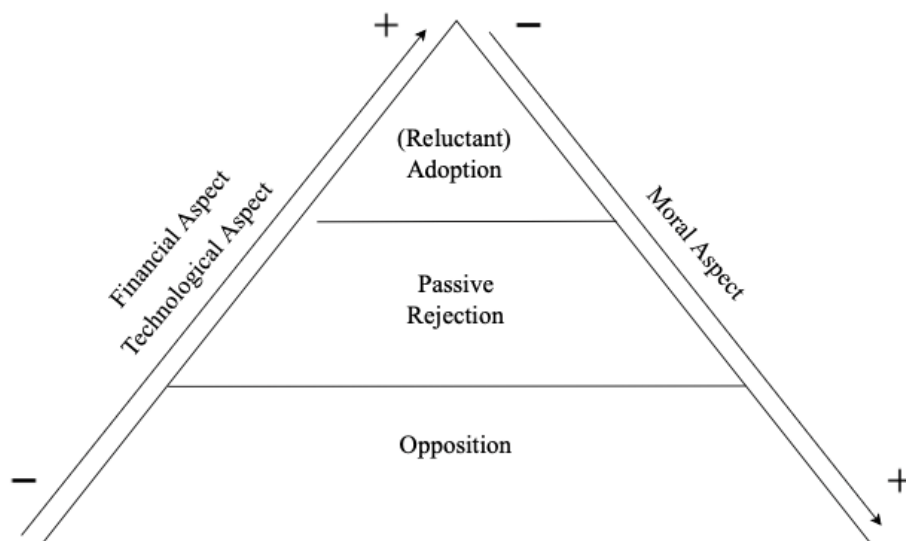 +
−
(Reluctant)
Adoption
Financial Aspect
Technological Aspect
Moral Aspect
Passive
Rejection
Opposition
−
+